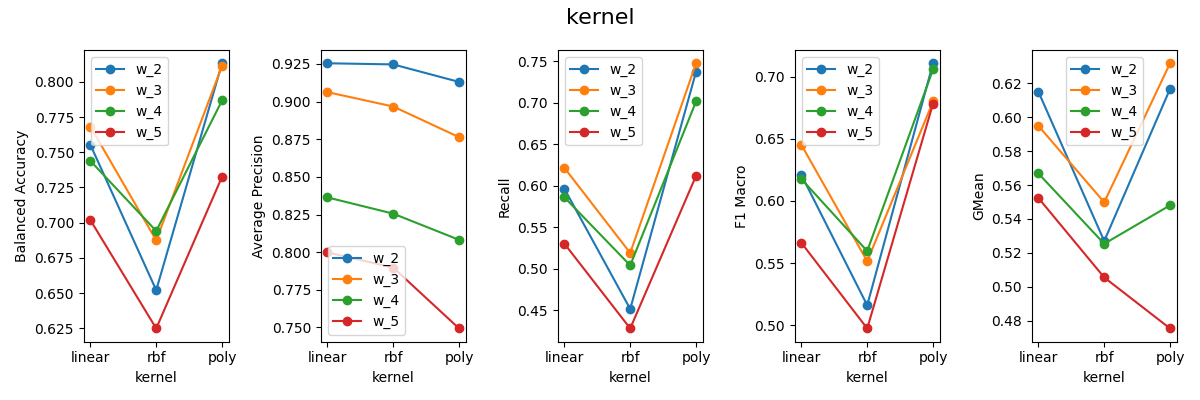 kernel
Balanced Accuracy
0.800
0.775
0.750
0.725
0.700
0.675
0.650
0.625
w_2
w_3
w_4
w_5
linear rbf poly
kernel
Average Precision
0.925
0.900
0.875
0.850
0.825
0.800
0.775
0.750
w_2
w_3
w_4
w_5
linear rbf poly
kernel
Recall
0.75
0.70
0.65
0.60
0.55
0.50
0.45
w_2
w_3
w_4
w_5
linear rbf poly
kernel
F1 Macro
0.70
0.65
0.60
0.55
0.50
w_2
w_3
w_4
w_5
linear rbf poly
kernel
GMean
0.62
0.60
0.58
0.56
0.54
0.52
0.50
0.48
w_2
w_3
w_4
w_5
linear rbf poly
kernel